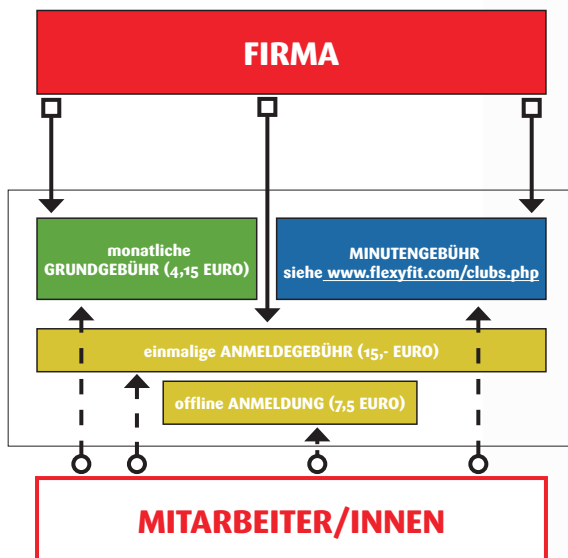 FIRMA
monatliche
GRUNDGEBÜHR (4,15 EURO)
MINUTENGEBÜHR
siehe www.flexyfit.com/clubs.php
einmalige ANMELDEGEBÜHR (15,- EURO)
offline ANMELDUNG (7,5 EURO)
MITARBEITER/INNEN